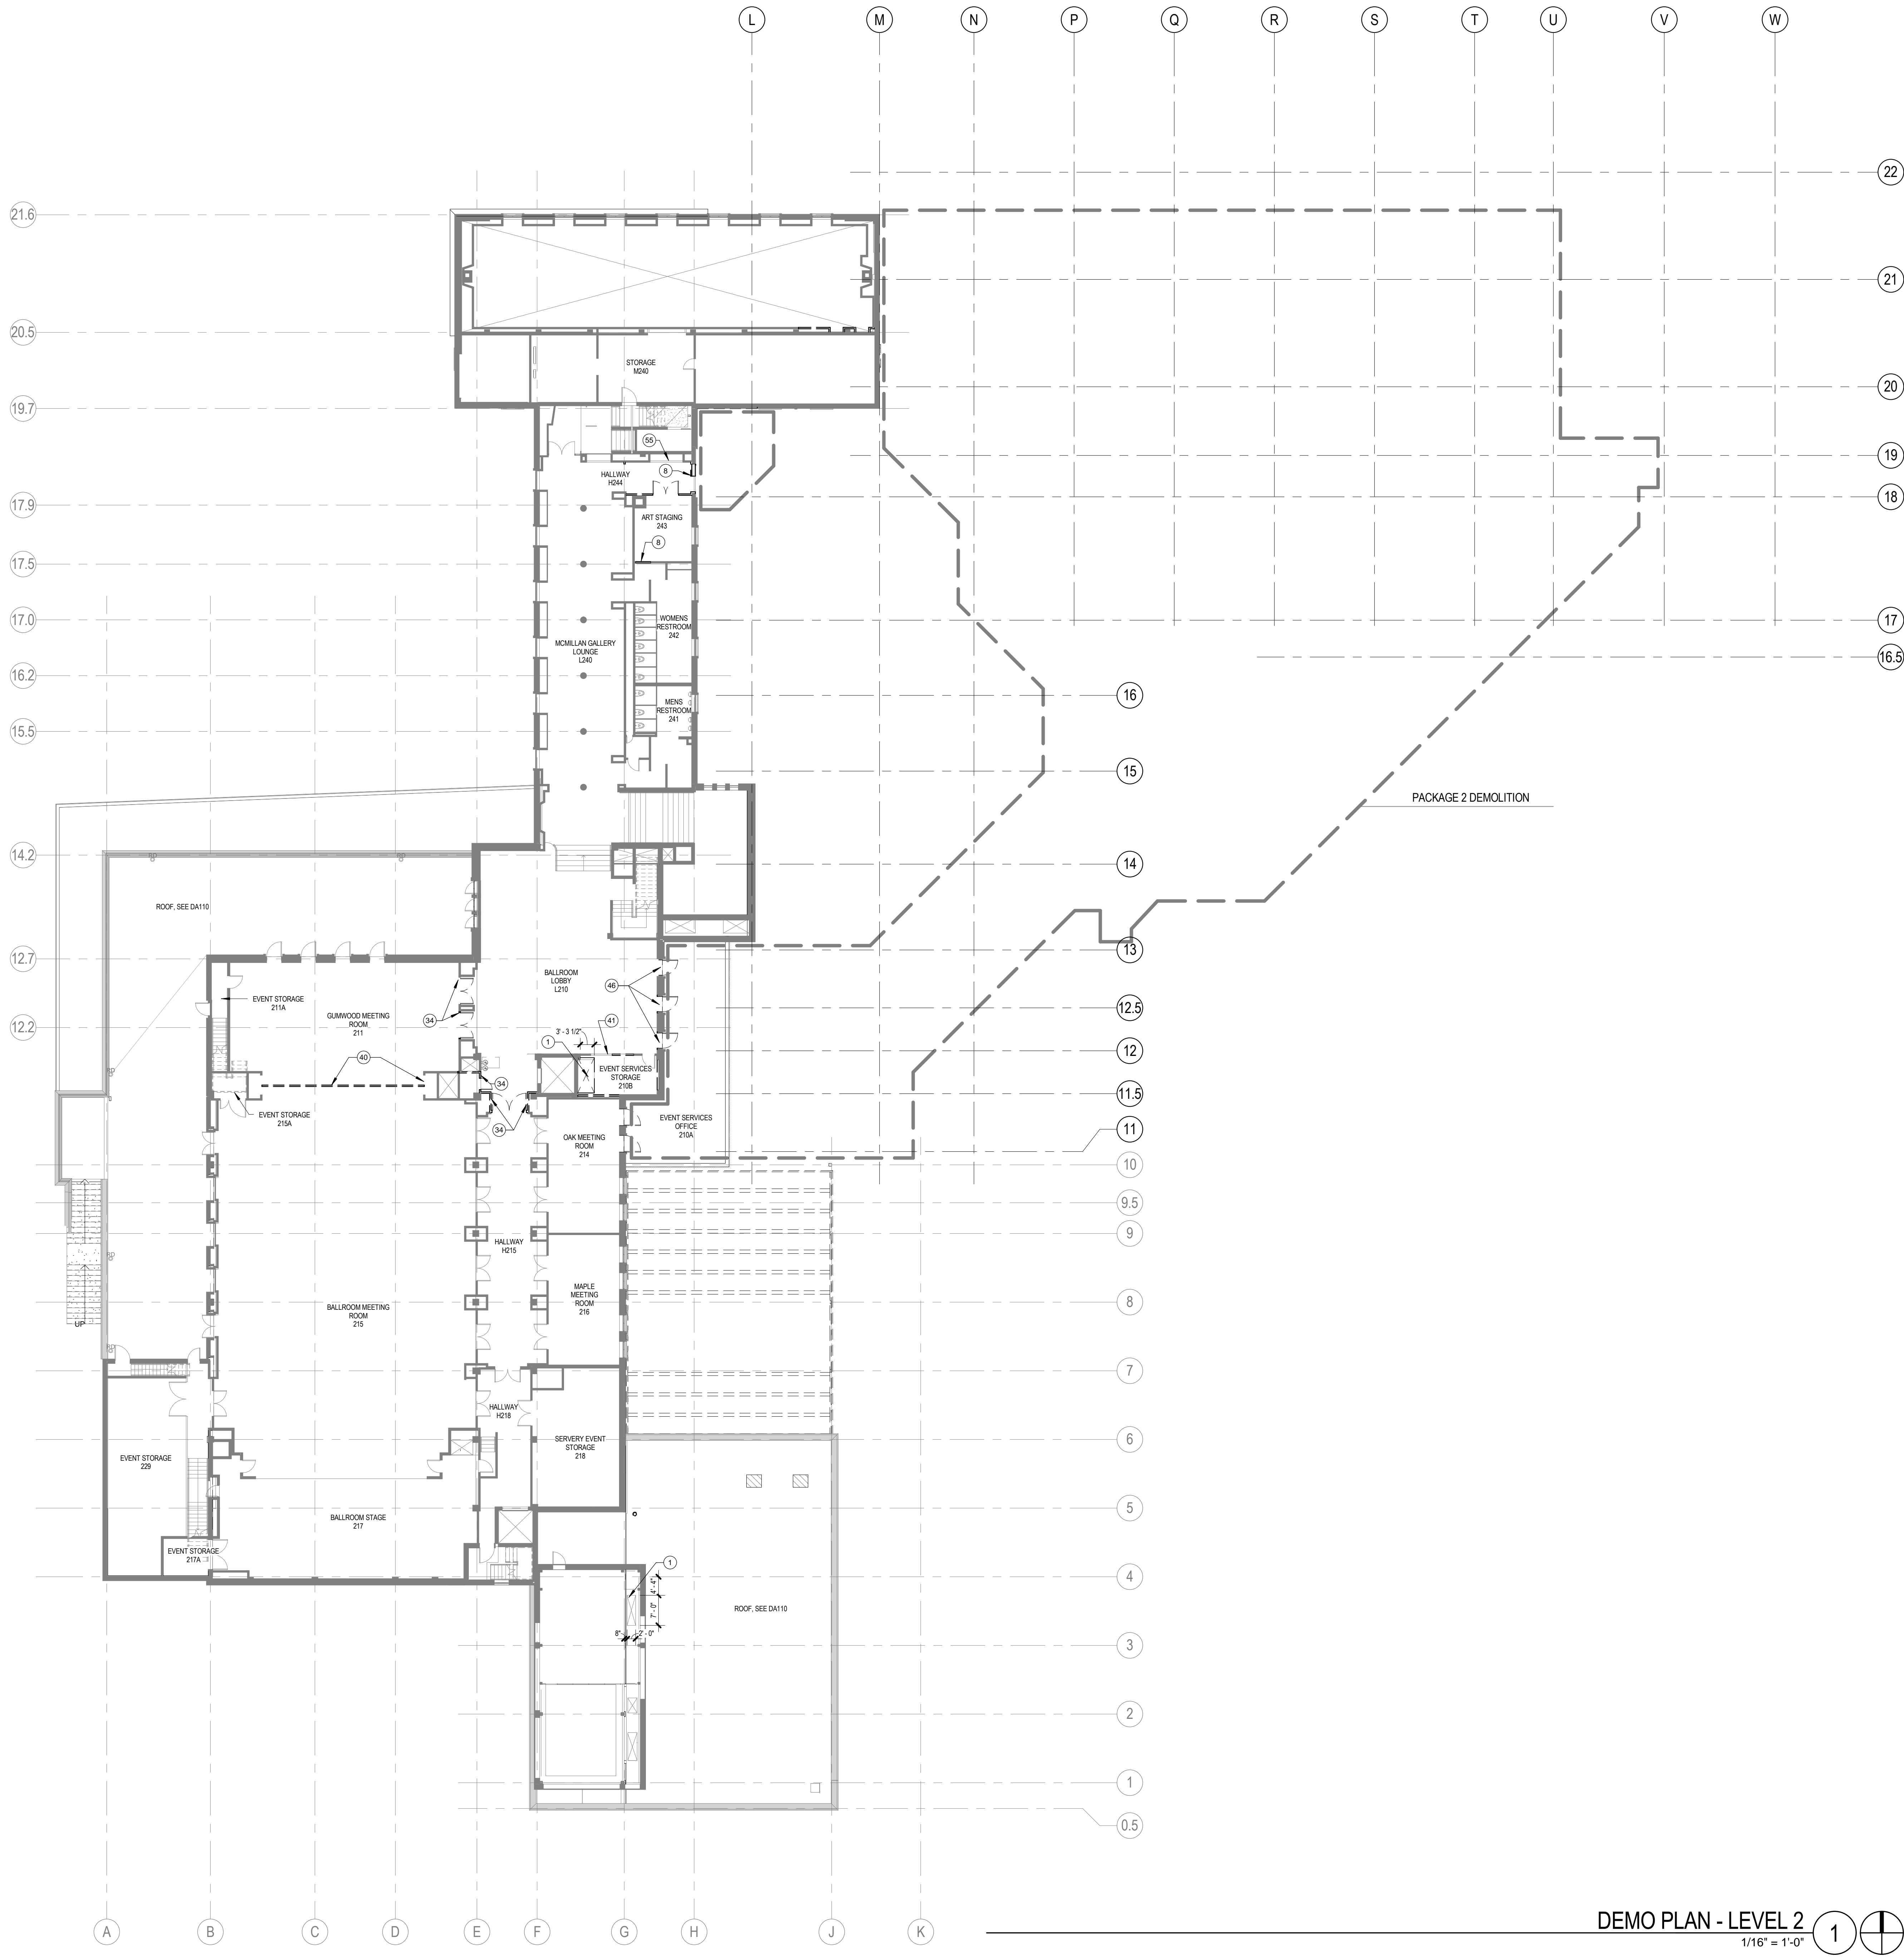 L
M
N
P
Q
R
S
T
U
V
W
22
21.6
21
20.5
STORAGE
M240
20
19.7
55
19
8
HALLWAY
H244
18
17.9
ART STAGING
243
8
17.5
17.0
WOMENS
RESTROOM
242
17
MCMILLAN GALLERY
LOUNGE
L240
16.5
16.2
16
MENS
RESTROOM
241
15.5
15
PACKAGE 2 DEMOLITION
14.2
14
ROOF, SEE DA110
13
12.7
BALLROOM
LOBBY
L210
46
EVENT STORAGE
211A
12.5
GUMWOOD MEETING
ROOM
211
34
41
12.2
3' - 3 1/2"
1
12
40
EVENT SERVICES
STORAGE
210B
34
11.5
EVENT STORAGE
215A
EVENT SERVICES
OFFICE
210A
34
11
OAK MEETING
ROOM
214
10
9.5
9
HALLWAY
H215
MAPLE
MEETING
ROOM
216
8
BALLROOM MEETING
ROOM
215
UP
7
HALLWAY
H218
6
SERVERY EVENT
STORAGE
218
EVENT STORAGE
229
5
BALLROOM STAGE
217
EVENT STORAGE
217A
1
4
4' - 4"
7' - 0"
ROOF, SEE DA110
8"
2' - 0"
3
2
1
0.5
A
B
C
D
E
F
G
H
J
K
DEMO PLAN - LEVEL 2
1
1/16" = 1'-0"